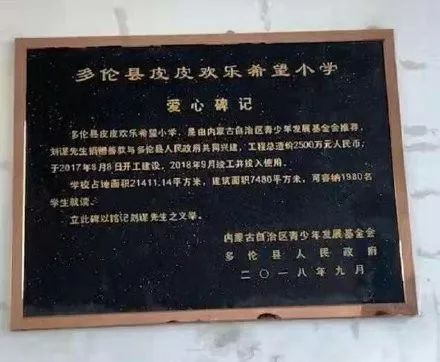 多伦县皮皮欢乐希望小学
爱心碑记
多伦县皮皮欢乐希望小学，是由内蒙古自治区青少年发展基金会推荐，
刘谋先生捐赠善款与多伦县人民政府共同兴建，工程总造价2500万元人民币；
于2017年8月8日开工建设，2018年9月竣工并投入使用。
学校占地面积21411.14平方米，建筑面积7480平方米，可容纳1980名
学生就读。
立此碑以铭记刘谋先生之义举。
内蒙古自治区青少年发展基金会
多伦县人民政府
二〇一八年九月